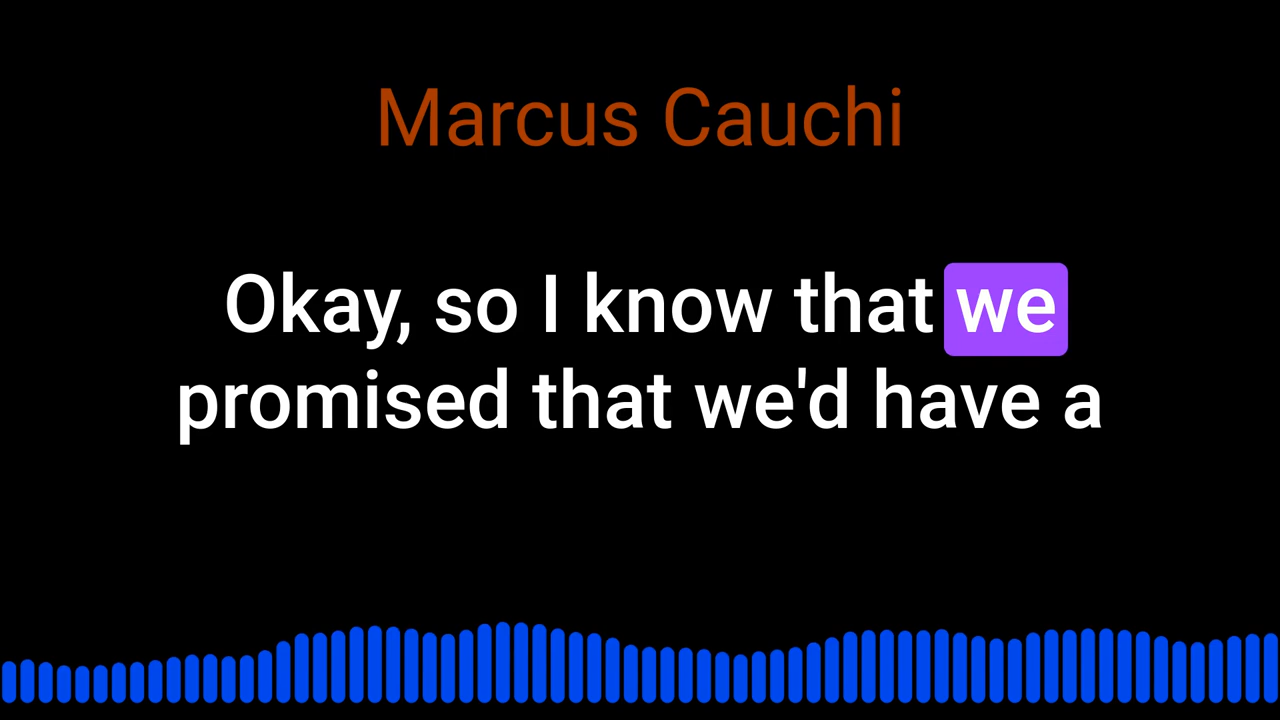 Marcus Cauchi
Okay, so I know that we
promised that we'd have a